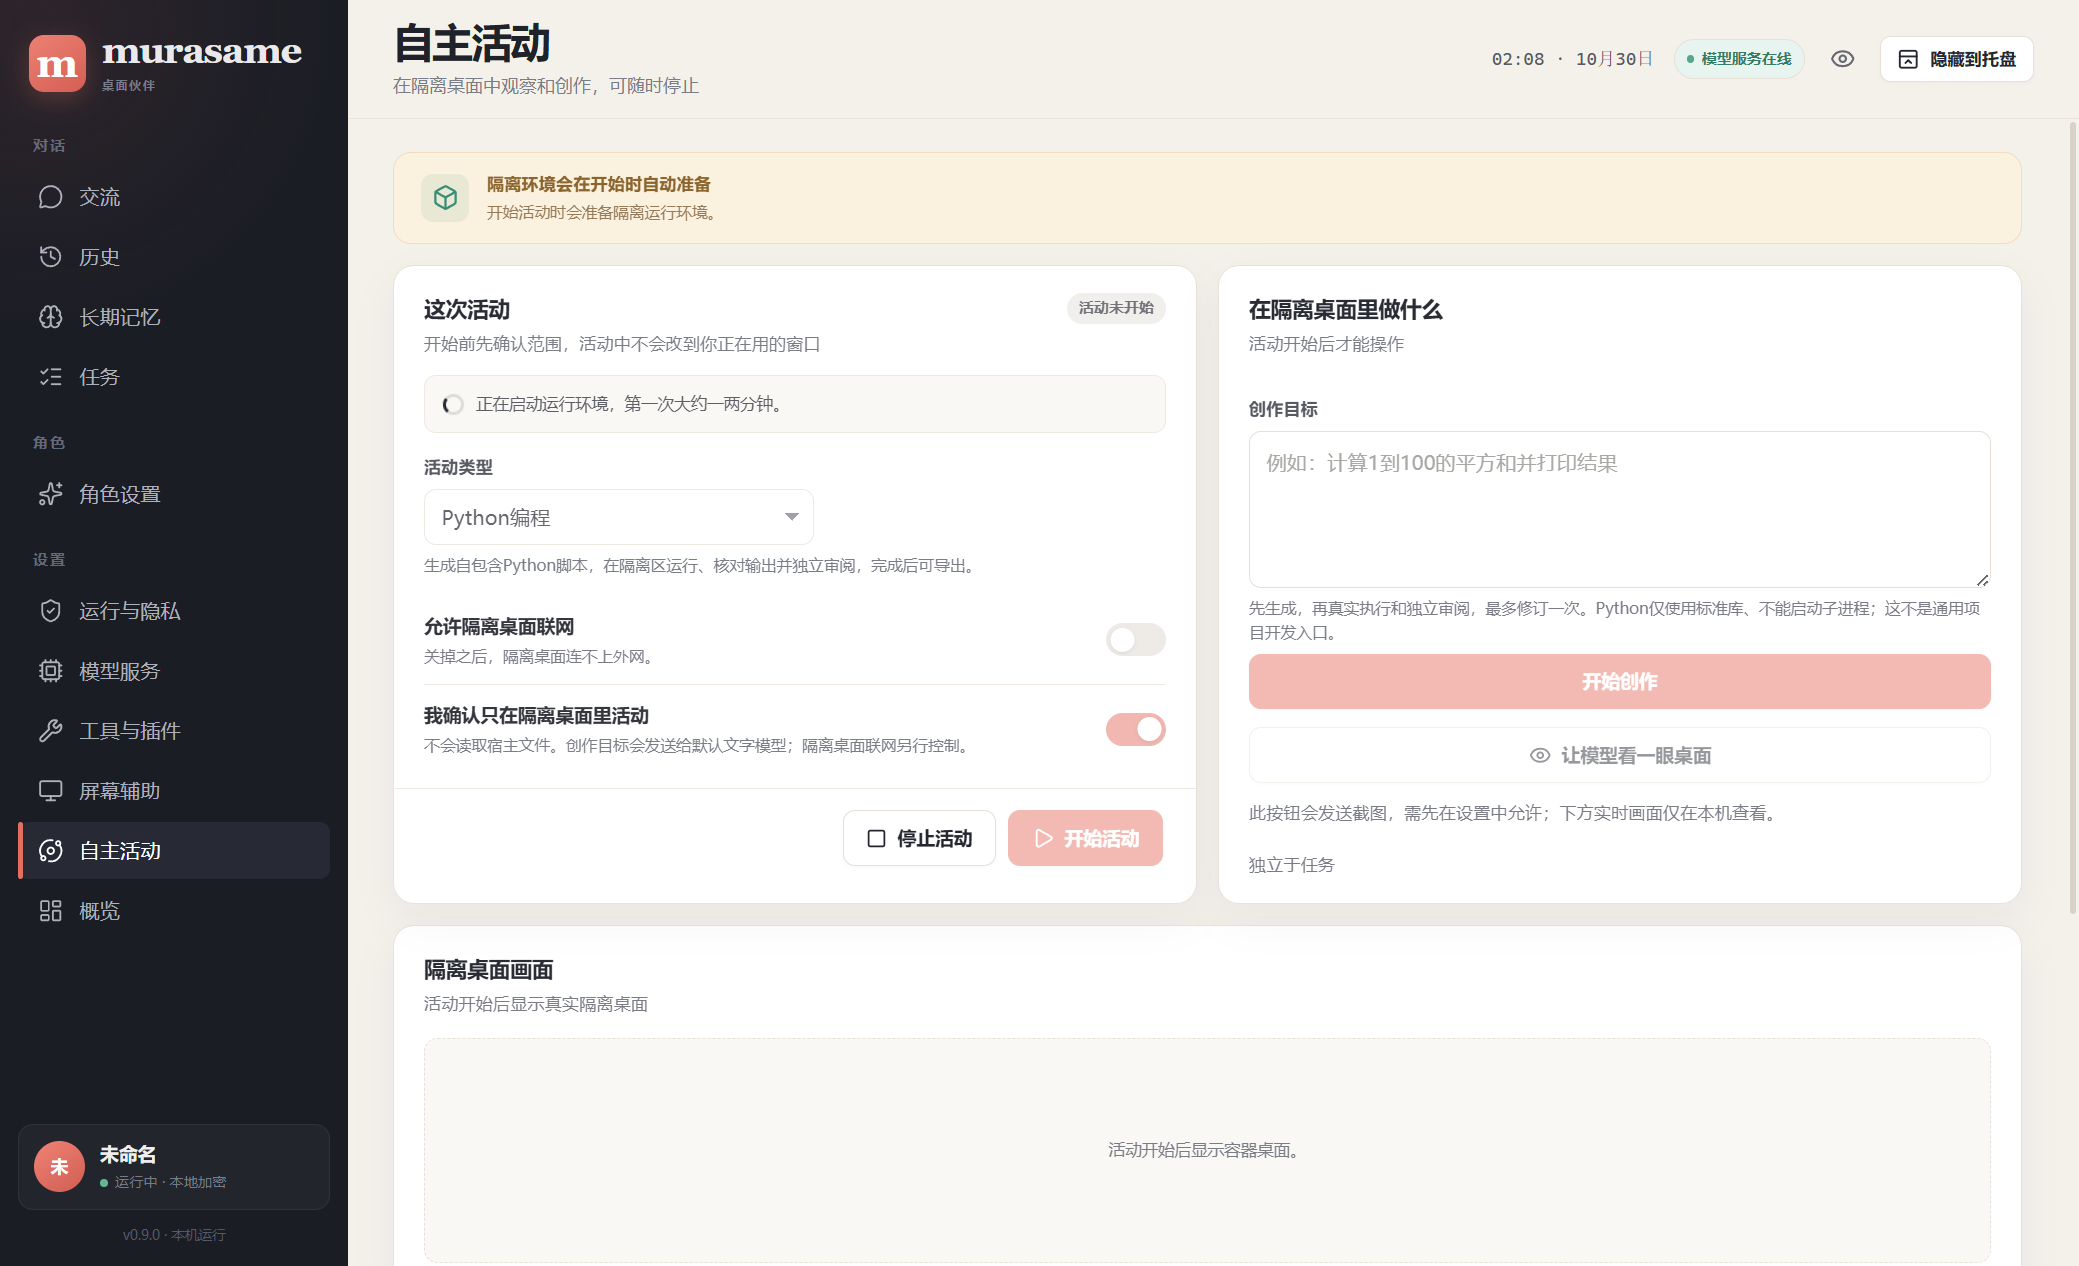 m
murasame
桌面伙伴
对话
交流
历史
长期记忆
任务
角色
角色设置
设置
运行与隐私
模型服务
工具与插件
屏幕辅助
自主活动
概览
未
未命名
运行中 · 本地加密
v0.9.0 · 本机运行
自主活动
在隔离桌面中观察和创作，可随时停止
02:08 · 10月30日
模型服务在线
隐藏到托盘
隔离环境会在开始时自动准备
开始活动时会准备隔离运行环境。
这次活动
活动未开始
开始前先确认范围，活动中不会改到你正在用的窗口
正在启动运行环境，第一次大约一两分钟。
活动类型
Python编程
生成自包含Python脚本，在隔离区运行、核对输出并独立审阅，完成后可导出。
允许隔离桌面联网
关掉之后，隔离桌面连不上外网。
我确认只在隔离桌面里活动
不会读取宿主文件。创作目标会发送给默认文字模型；隔离桌面联网另行控制。
停止活动
开始活动
在隔离桌面里做什么
活动开始后才能操作
创作目标
例如：计算1到100的平方和并打印结果
先生成，再真实执行和独立审阅，最多修订一次。Python仅使用标准库、不能启动子进程；这不是通用项
目开发入口。
开始创作
让模型看一眼桌面
此按钮会发送截图，需先在设置中允许；下方实时画面仅在本机查看。
独立于任务
隔离桌面画面
活动开始后显示真实隔离桌面
活动开始后显示容器桌面。